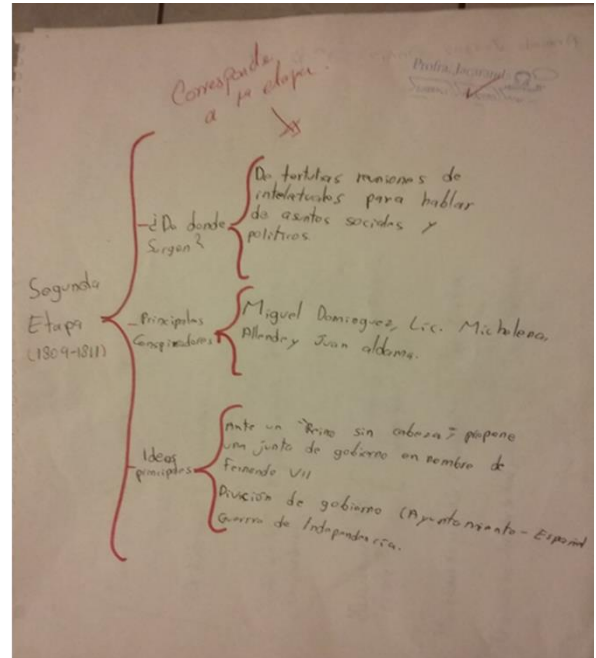 Corresponde
a 1a etapa.
Profra. Jacaranda
¿De donde
Surgen?
De tertulias reuniones de
intelectuales para hablar
de asuntos sociales y
politicos.
Segunda
Etapa
(1809-1811)
-Principales
Conspiradores
Miguel Dominguez, Lic. Michelena,
Allende y Juan aldama.
-Ideas
principales
Ante un "Reino sin cabeza", propone
una junta de gobierno en nombre de
Fernando VII
División de gobierno (Ayuntamiento - Español
Guerra de Independencia.